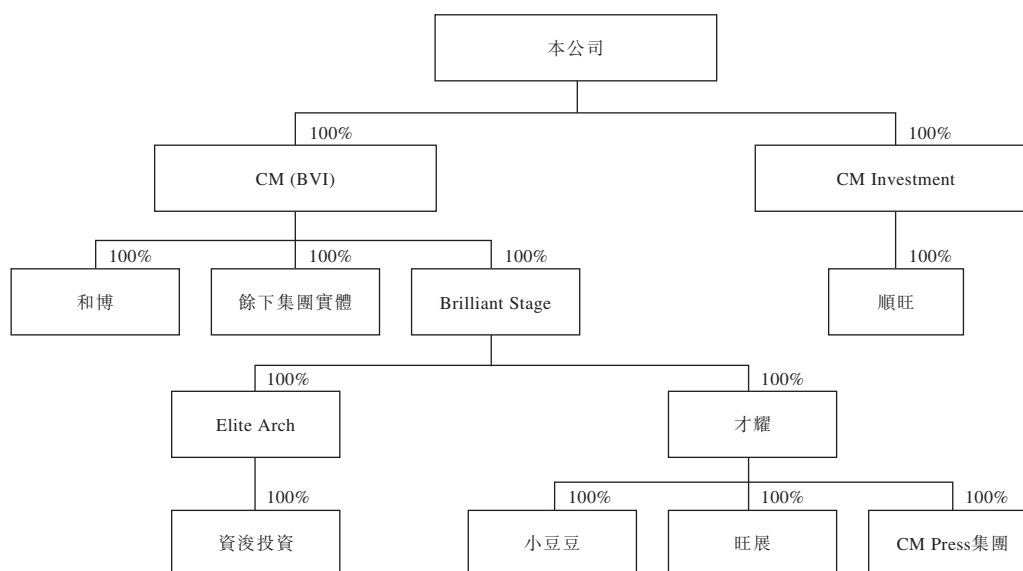 本公司
100%
100%
CM (BVI)
CM Investment
100%
100%
100%
100%
和博
餘下集團實體
Brilliant Stage
順旺
100%
100%
Elite Arch
才耀
100%
100%
100%
100%
資浚投資
小豆豆
旺展
CM Press集團